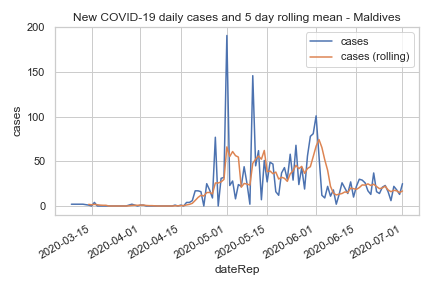 New COVID-19 daily cases and 5 day rolling mean - Maldives
200
150
100
50
0
cases
cases
cases (rolling)
2020-03-15
2020-04-01
2020-04-15
2020-05-01
2020-05-15
2020-06-01
2020-06-15
2020-07-01
dateRep